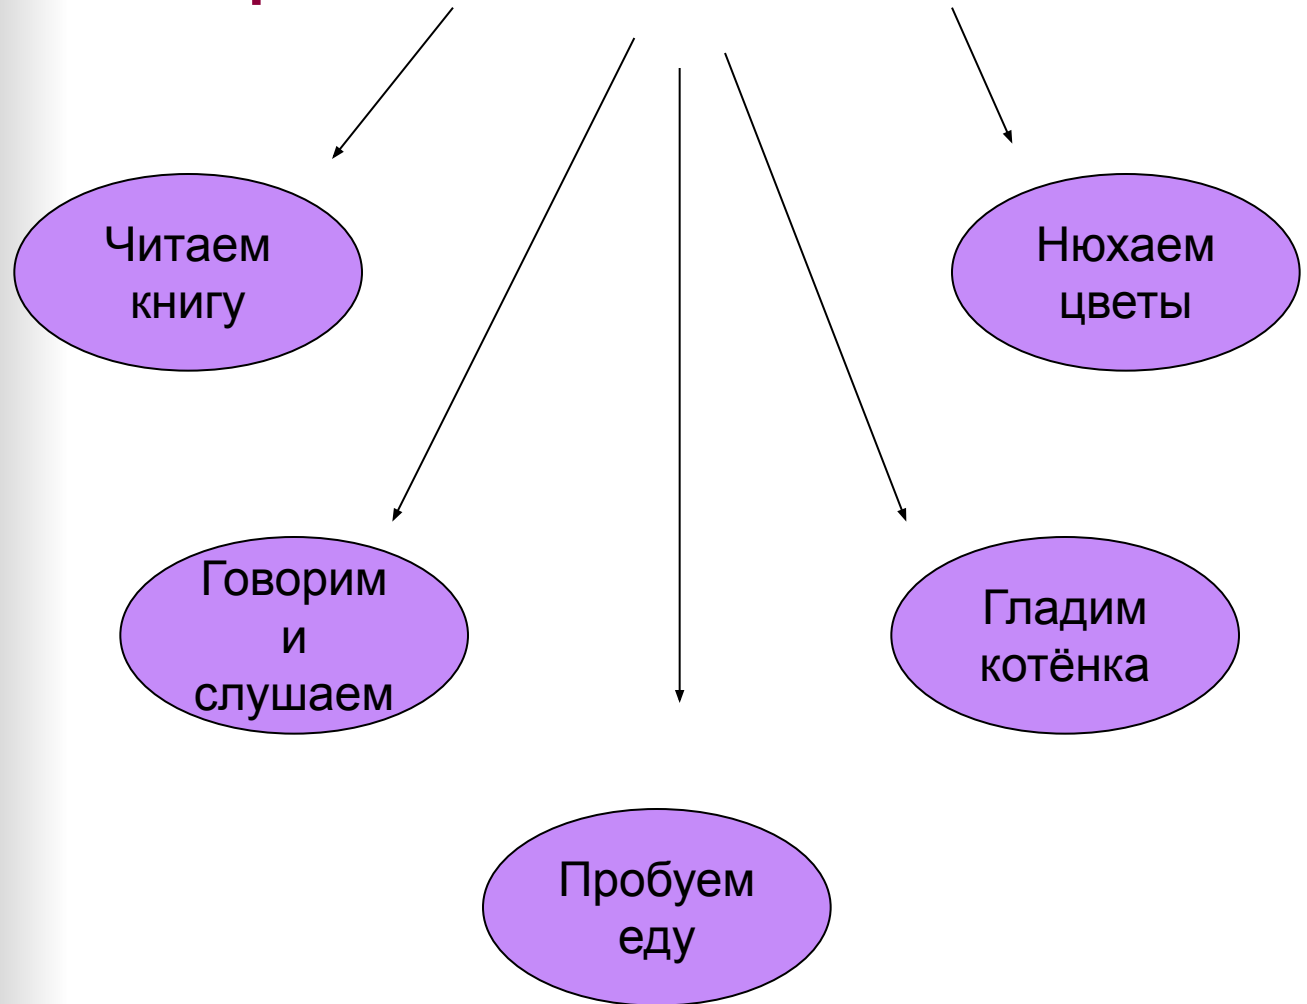 Читаем
книгу
Нюхаем
цветы
Говорим
и
слушаем
Гладим
котёнка
Пробуем
еду